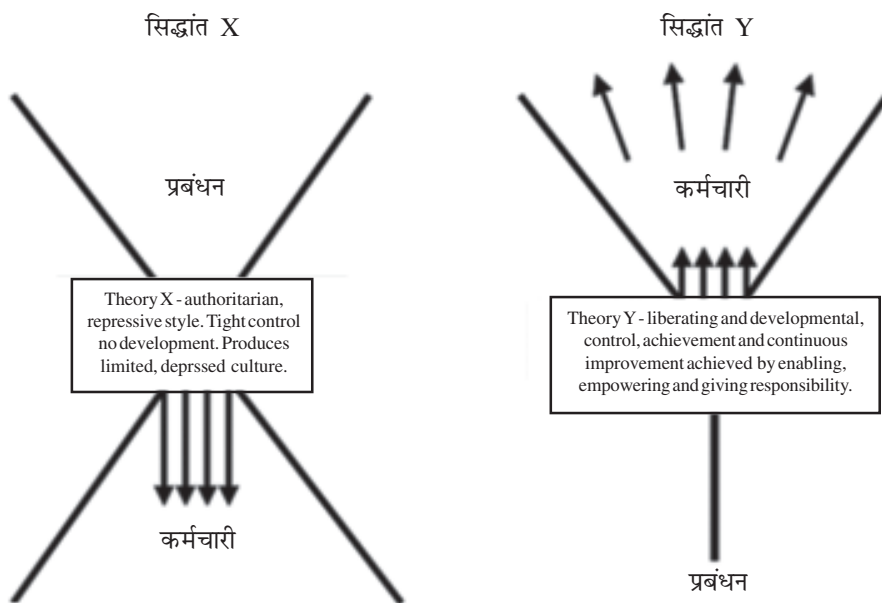 सिद्धांत X
प्रबंधन
Theory X - authoritarian,
repressive style. Tight control
no development. Produces
limited, deprssed culture.
कर्मचारी
सिद्धांत Y
कर्मचारी
Theory Y - liberating and developmental,
control, achievement and continuous
improvement achieved by enabling,
empowering and giving responsibility.
प्रबंधन